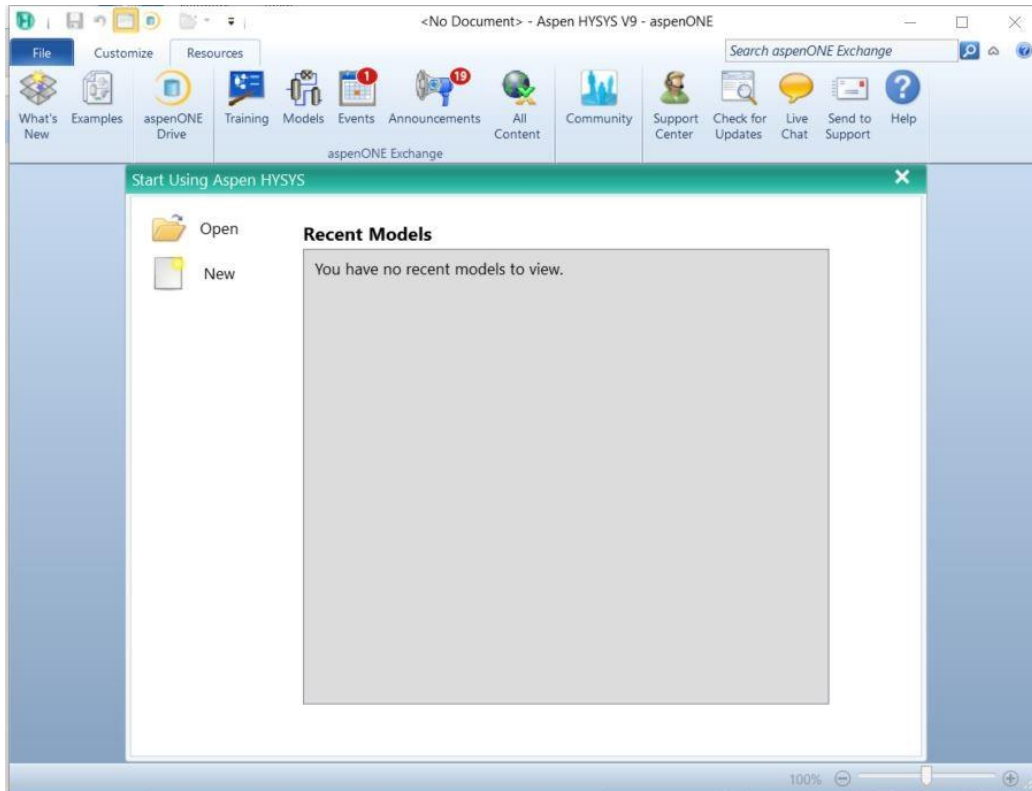 <No Document> - Aspen HYSYS V9 - aspenONE
File
Customize
Resources
Search aspenONE Exchange
What's New
Examples
aspenONE Drive
Training
Models
1
Events
19
Announcements
All Content
Community
Support Center
Check for Updates
Live Chat
Send to Support
Help
aspenONE Exchange
Start Using Aspen HYSYS
Open
New
Recent Models
You have no recent models to view.
100%